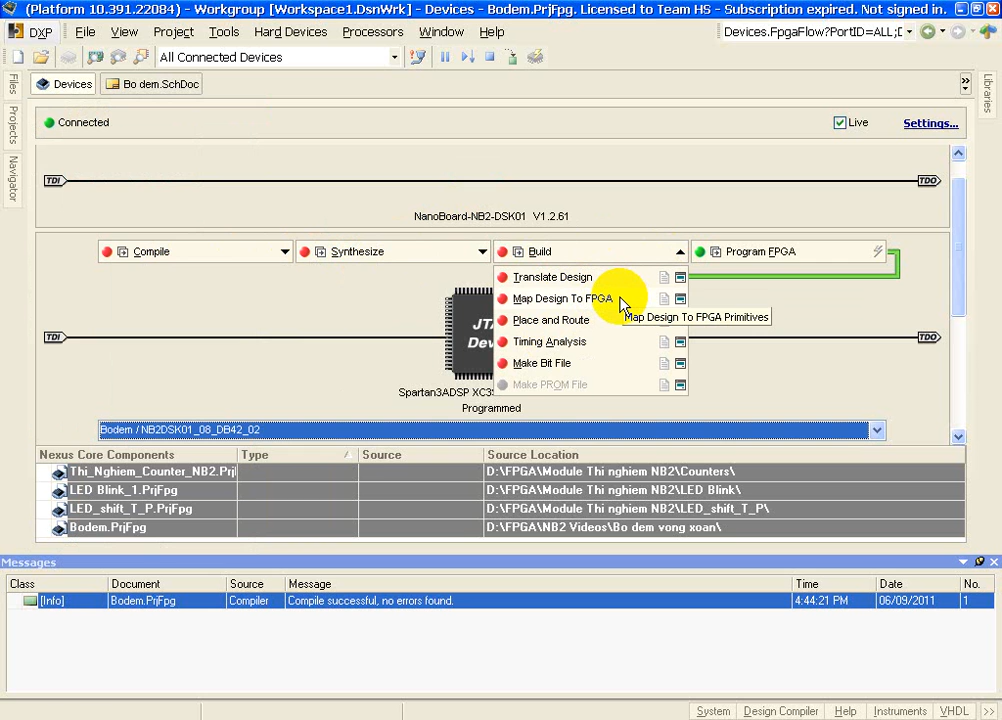 (Platform 10.391.22084) - Workgroup [Workspace1.DsnWrk] - Devices - Bodem.PrjFpg. Licensed to Team HS - Subscription expired. Not signed in.
DXP File View Project Tools Hard Devices Processors Window Help Devices.FpgaFlow?PortID=ALL;D
All Connected Devices
Devices Bo dem.SchDoc
Files
Projects
Navigator
Libraries
Connected Live Settings...
TDI TDO
NanoBoard-NB2-DSK01 V1.2.61
Compile Synthesize Build Program FPGA
Translate Design
Map Design To FPGA
Map Design To FPGA Primitives
Place and Route
Timing Analysis
Make Bit File
Make PROM File
TDI TDO
Spartan3ADSP XC3S
Programmed
Bodem / NB2DSK01_08_DB42_02
Nexus Core Components Type Source Source Location
Thi_Nghiem_Counter_NB2.Prj D:\FPGA\Module Thi nghiem NB2\Counters\
LED Blink_1.PrjFpg D:\FPGA\Module Thi nghiem NB2\LED Blink\
LED_shift_T_P.PrjFpg D:\FPGA\Module Thi nghiem NB2\LED_shift_T_P\
Bodem.PrjFpg D:\FPGA\NB2 Videos\Bo dem vong xoan\
Messages
Class Document Source Message Time Date No.
[Info] Bodem.PrjFpg Compiler Compile successful, no errors found. 4:44:21 PM 06/09/2011 1
System Design Compiler Help Instruments VHDL >>